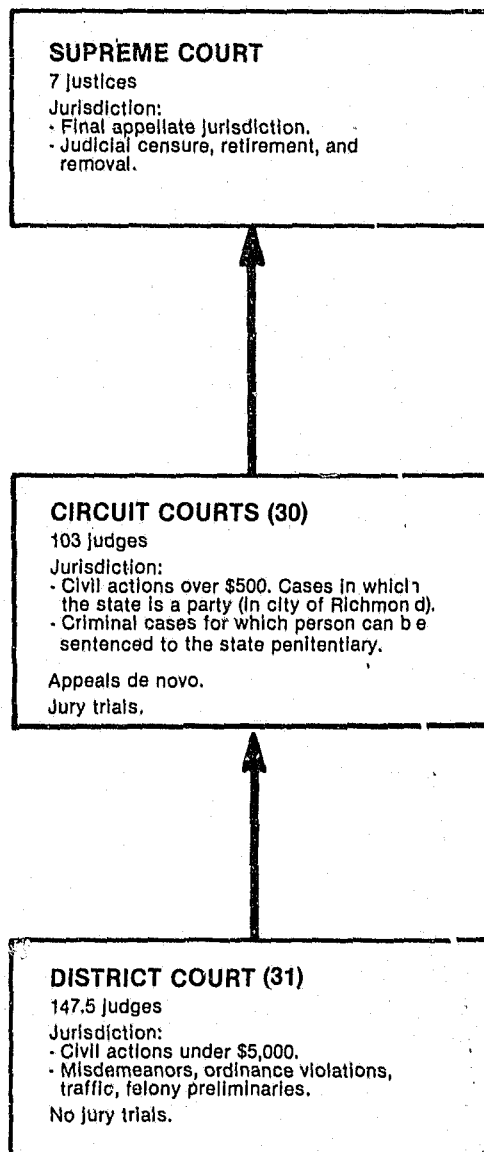 SUPREME COURT
7 justices
Jurisdiction:
- Final appellate jurisdiction.
- Judicial censure, retirement, and
removal.
CIRCUIT COURTS (30)
103 judges
Jurisdiction:
- Civil actions over $500. Cases in which
the state is a party (in city of Richmond).
- Criminal cases for which person can be
sentenced to the state penitentiary.
Appeals de novo.
Jury trials.
DISTRICT COURT (31)
147.5 judges
Jurisdiction:
- Civil actions under $5,000.
- Misdemeanors, ordinance violations,
traffic, felony preliminaries.
No jury trials.